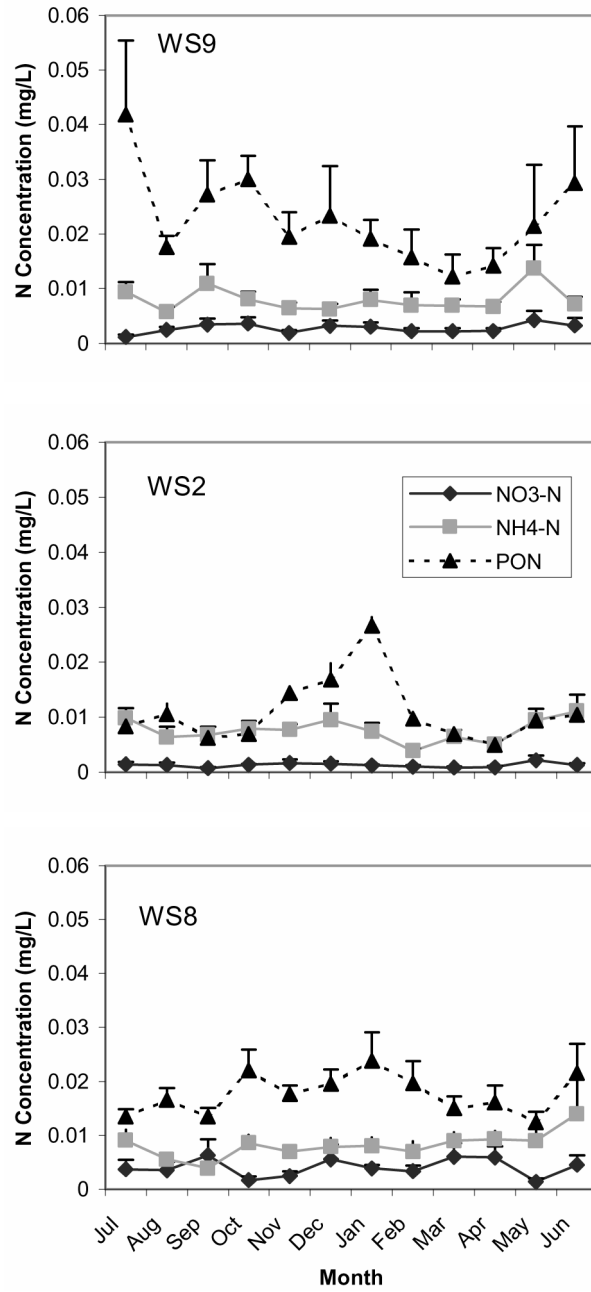 WS9
N Concentration (mg/L)
0.06
0.05
0.04
0.03
0.02
0.01
0
WS2
N Concentration (mg/L)
0.06
0.05
0.04
0.03
0.02
0.01
0
NO3-N
NH4-N
PON
WS8
N Concentration (mg/L)
0.06
0.05
0.04
0.03
0.02
0.01
0
Jul Aug Sep Oct Nov Dec Jan Feb Mar Apr May Jun
Month